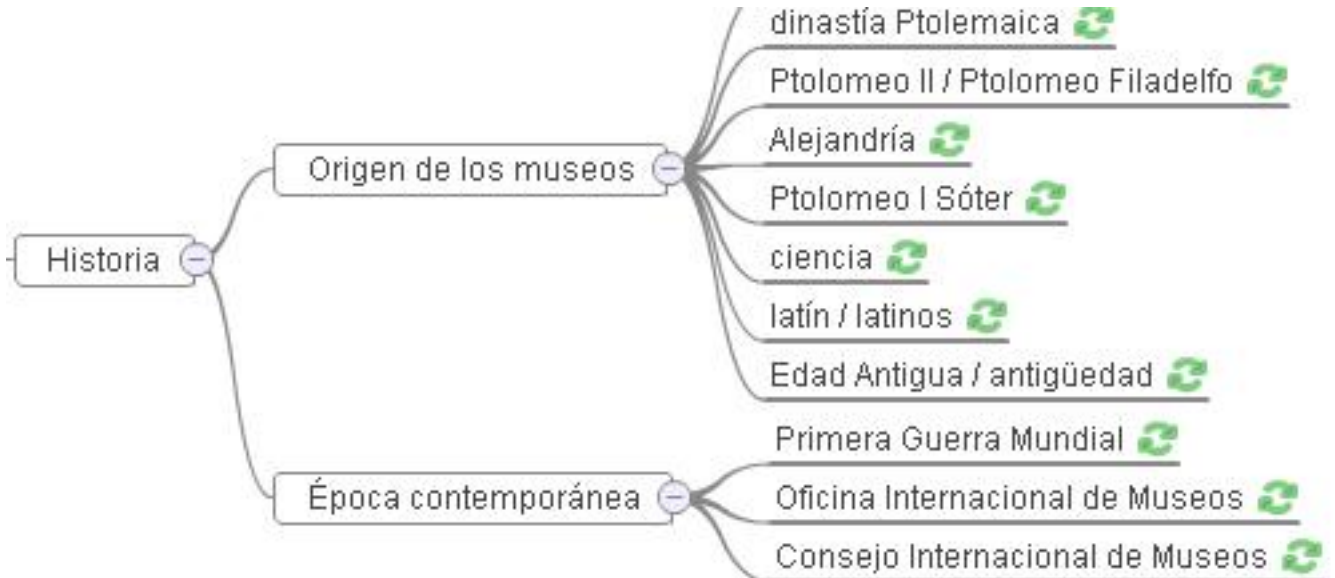 Historia
Origen de los museos
dinastía Ptolemaica
Ptolomeo II / Ptolomeo Filadelfo
Alejandría
Ptolomeo I Sóter
ciencia
latín / latinos
Edad Antigua / antigüedad
Época contemporánea
Primera Guerra Mundial
Oficina Internacional de Museos
Consejo Internacional de Museos